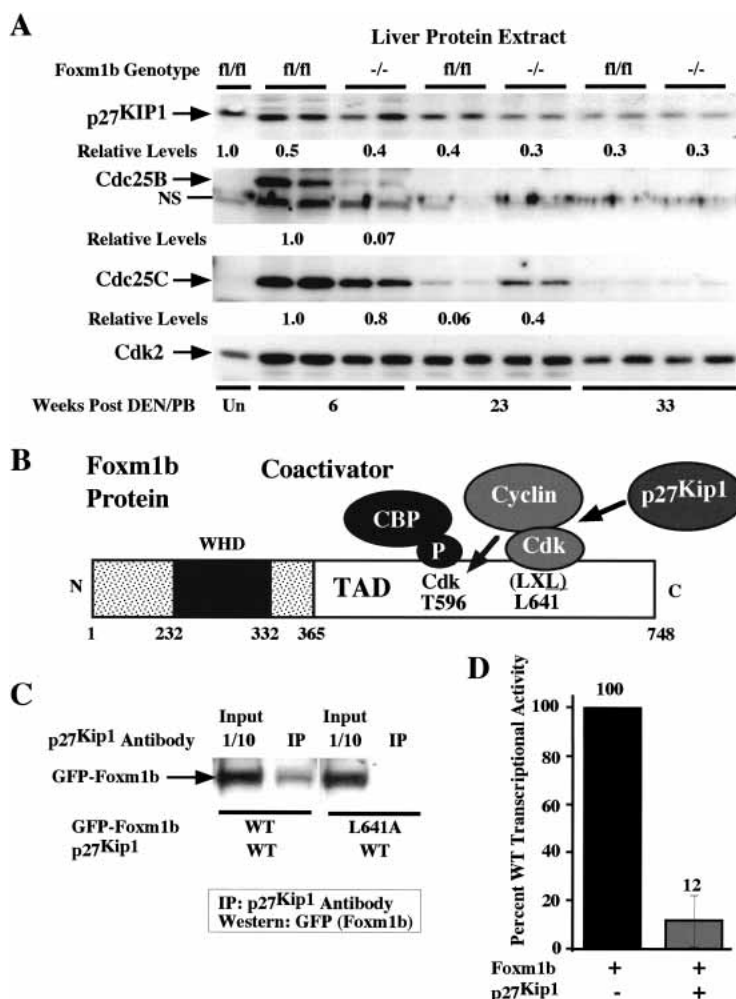 A
Liver Protein Extract
Foxm1b Genotype fl/fl fl/fl -/- fl/fl -/- fl/fl -/-
p27KIP1
Relative Levels 1.0 0.5 0.4 0.4 0.3 0.3 0.3
Cdc25B
NS
Relative Levels 1.0 0.07
Cdc25C
Relative Levels 1.0 0.8 0.06 0.4
Cdk2
Weeks Post DEN/PB Un 6 23 33
B
Foxm1b Protein
Coactivator
CBP
P
Cyclin
Cdk
p27Kip1
WHD
N
TAD
Cdk
T596
(LXL)
L641
C
1 232 332 365 748
C
Input Input
p27Kip1 Antibody 1/10 IP 1/10 IP
GFP-Foxm1b
GFP-Foxm1b WT L641A
p27Kip1 WT WT
IP: p27Kip1 Antibody
Western: GFP (Foxm1b)
D
Percent WT Transcriptional Activity
100
80
60
40
20
0
100
12
Foxm1b + +
p27Kip1 - +